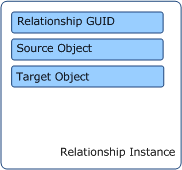 Relationship GUID
Source Object
Target Object
Relationship Instance